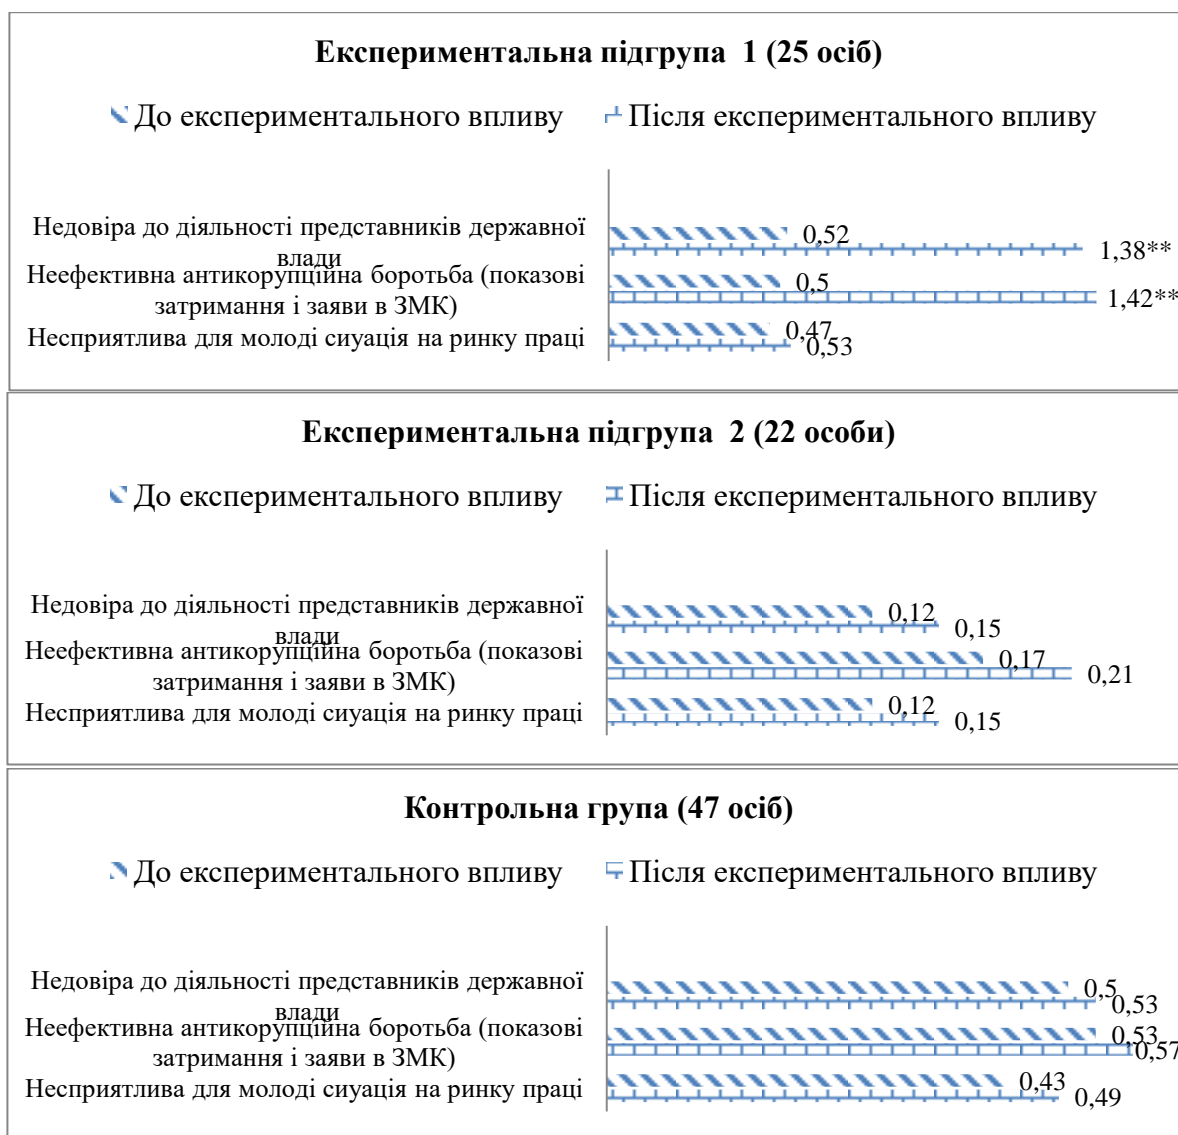 Експериментальна підгрупа 1 (25 осіб)
До експериментального впливу
Після експериментального впливу
Недовіра до діяльності представників державної
влади
0,52
1,38**
Неефективна антикорупційна боротьба (показові
затримання і заяви в ЗМК)
0,5
1,42**
Несприятлива для молоді сиуація на ринку праці
0,47
0,53
Експериментальна підгрупа 2 (22 особи)
До експериментального впливу
Після експериментального впливу
Недовіра до діяльності представників державної
влади
0,12
0,15
Неефективна антикорупційна боротьба (показові
затримання і заяви в ЗМК)
0,17
0,21
Несприятлива для молоді сиуація на ринку праці
0,12
0,15
Контрольна група (47 осіб)
До експериментального впливу
Після експериментального впливу
Недовіра до діяльності представників державної
влади
0,5
0,53
Неефективна антикорупційна боротьба (показові
затримання і заяви в ЗМК)
0,53
0,57
Несприятлива для молоді сиуація на ринку праці
0,43
0,49